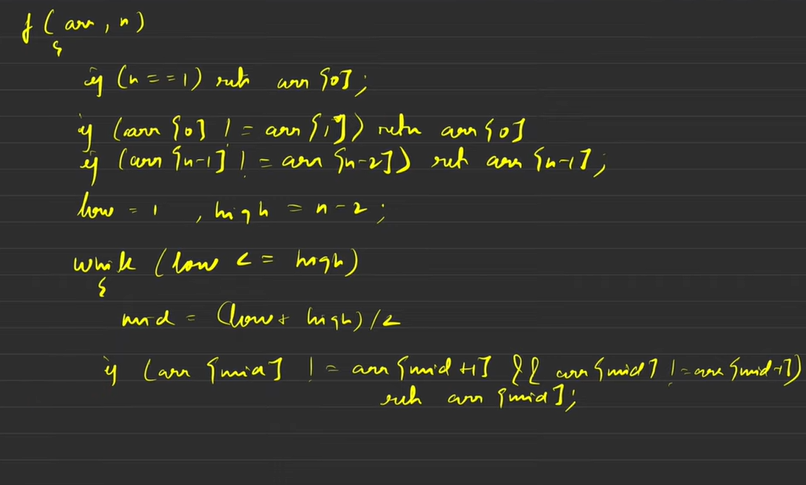 f(arr, n)
{
if (n == 1) retn arr[0];
if (arr[0] != arr[1]) retn arr[0]
if (arr[n-1] != arr[n-2]) retn arr[n-1];
low = 1, high = n-2;
while (low <= high)
{
mid = (low + high)/2
if (arr[mid] != arr[mid+1] && arr[mid] != arr[mid-1])
retn arr[mid];